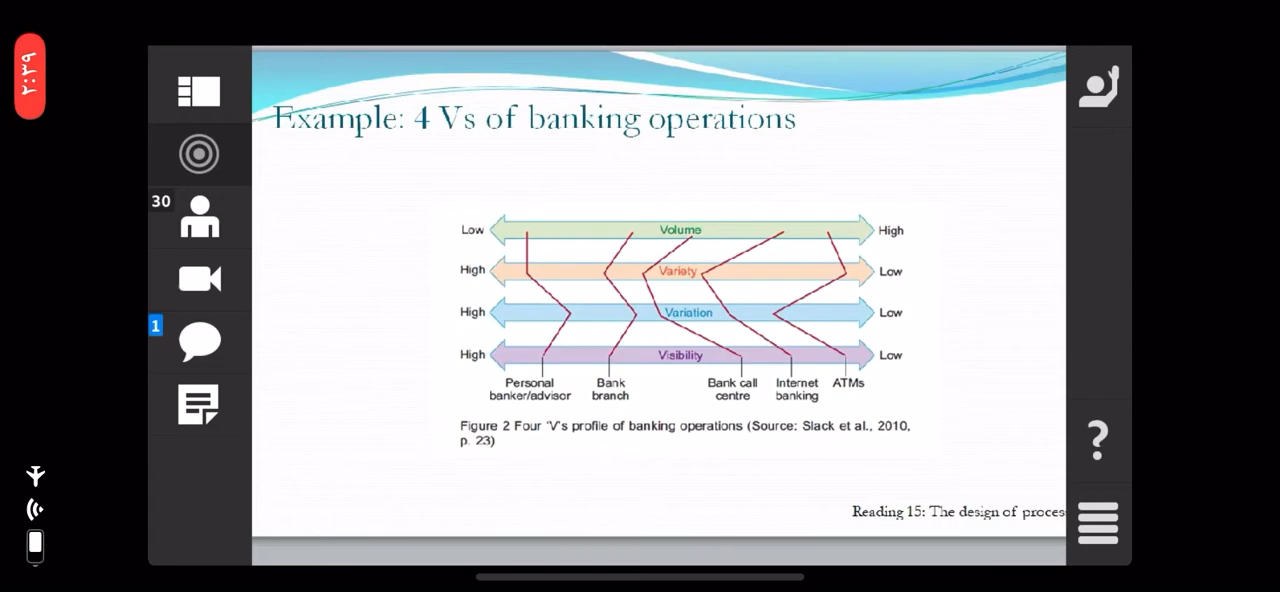 ٢:٣٩
Example: 4 Vs of banking operations
30
1
Low Volume High
High Variety Low
High Variation Low
High Visibility Low
Personal banker/advisor
Bank branch
Bank call centre
Internet banking
ATMs
Figure 2 Four 'V's profile of banking operations (Source: Slack et al., 2010,
p. 23)
Reading 15: The design of proces
?